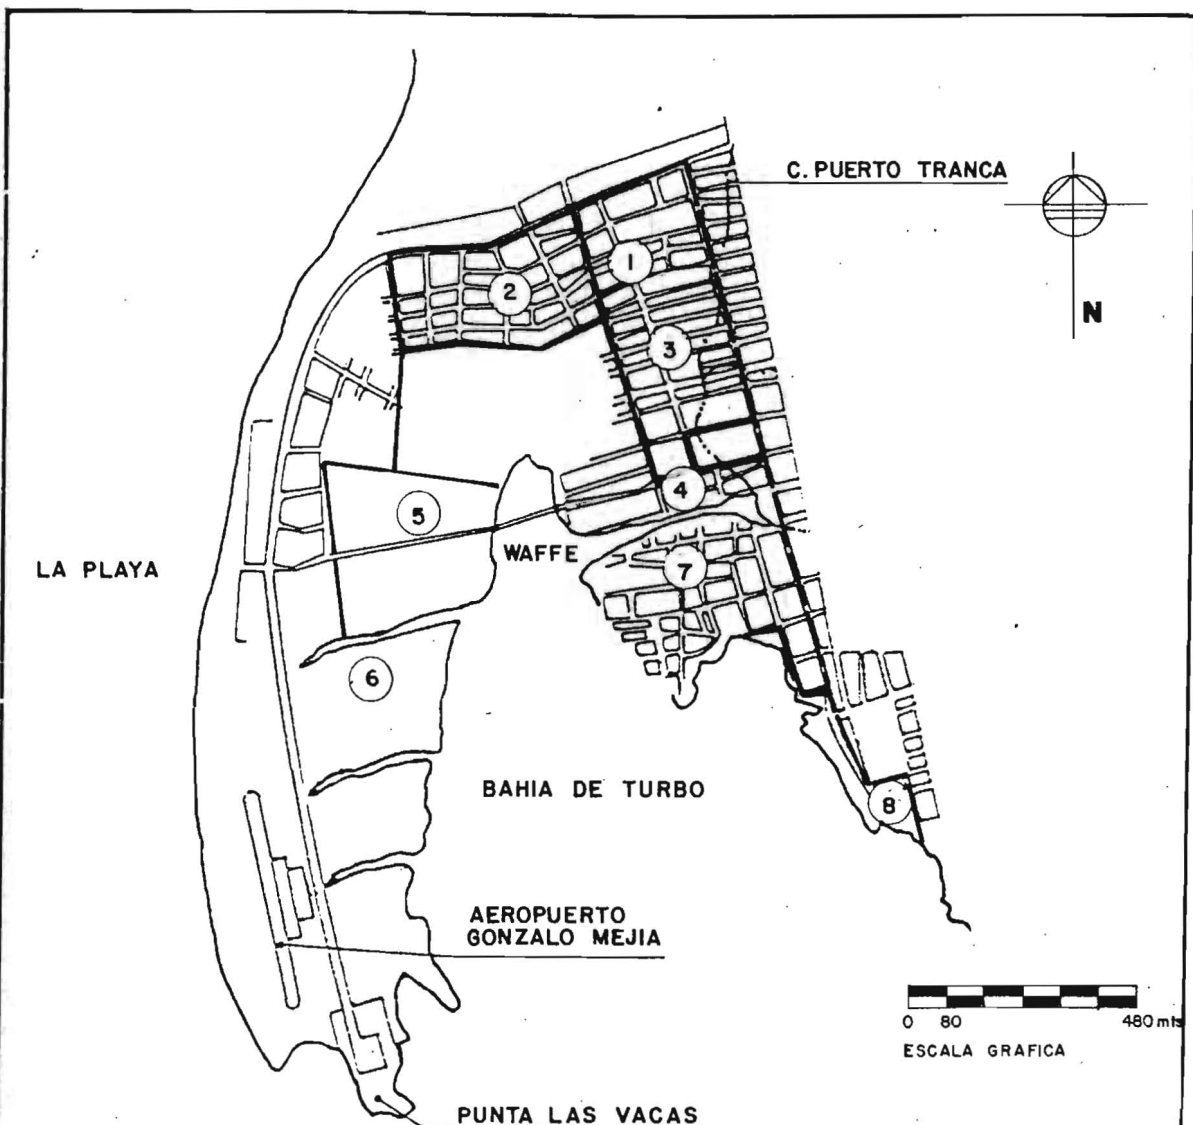 C. PUERTO TRANCA
N
1
2
3
4
5
WAFFE
LA PLAYA
7
6
BAHIA DE TURBO
8
AEROPUERTO
GONZALO MEJIA
0 80 480 mts
ESCALA GRAFICA
PUNTA LAS VACAS